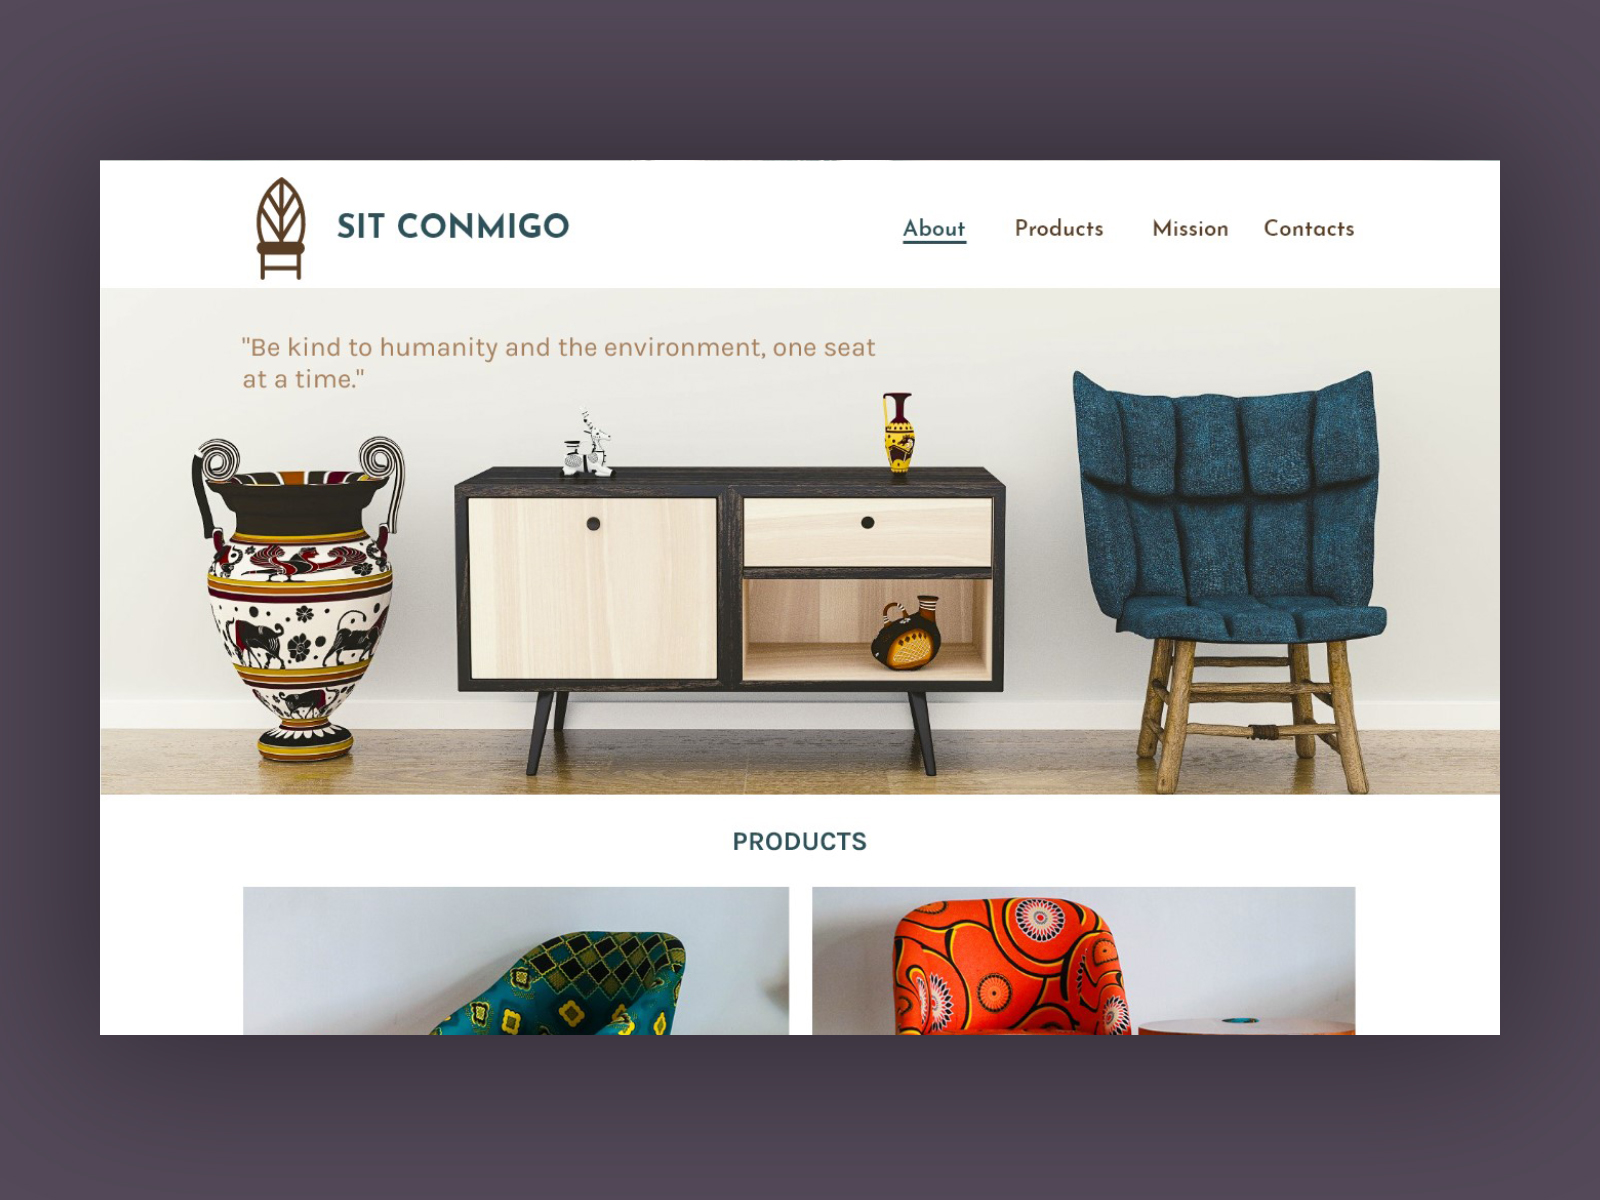 SIT CONMIGO
About Products Mission Contacts
"Be kind to humanity and the environment, one seat
at a time."
PRODUCTS